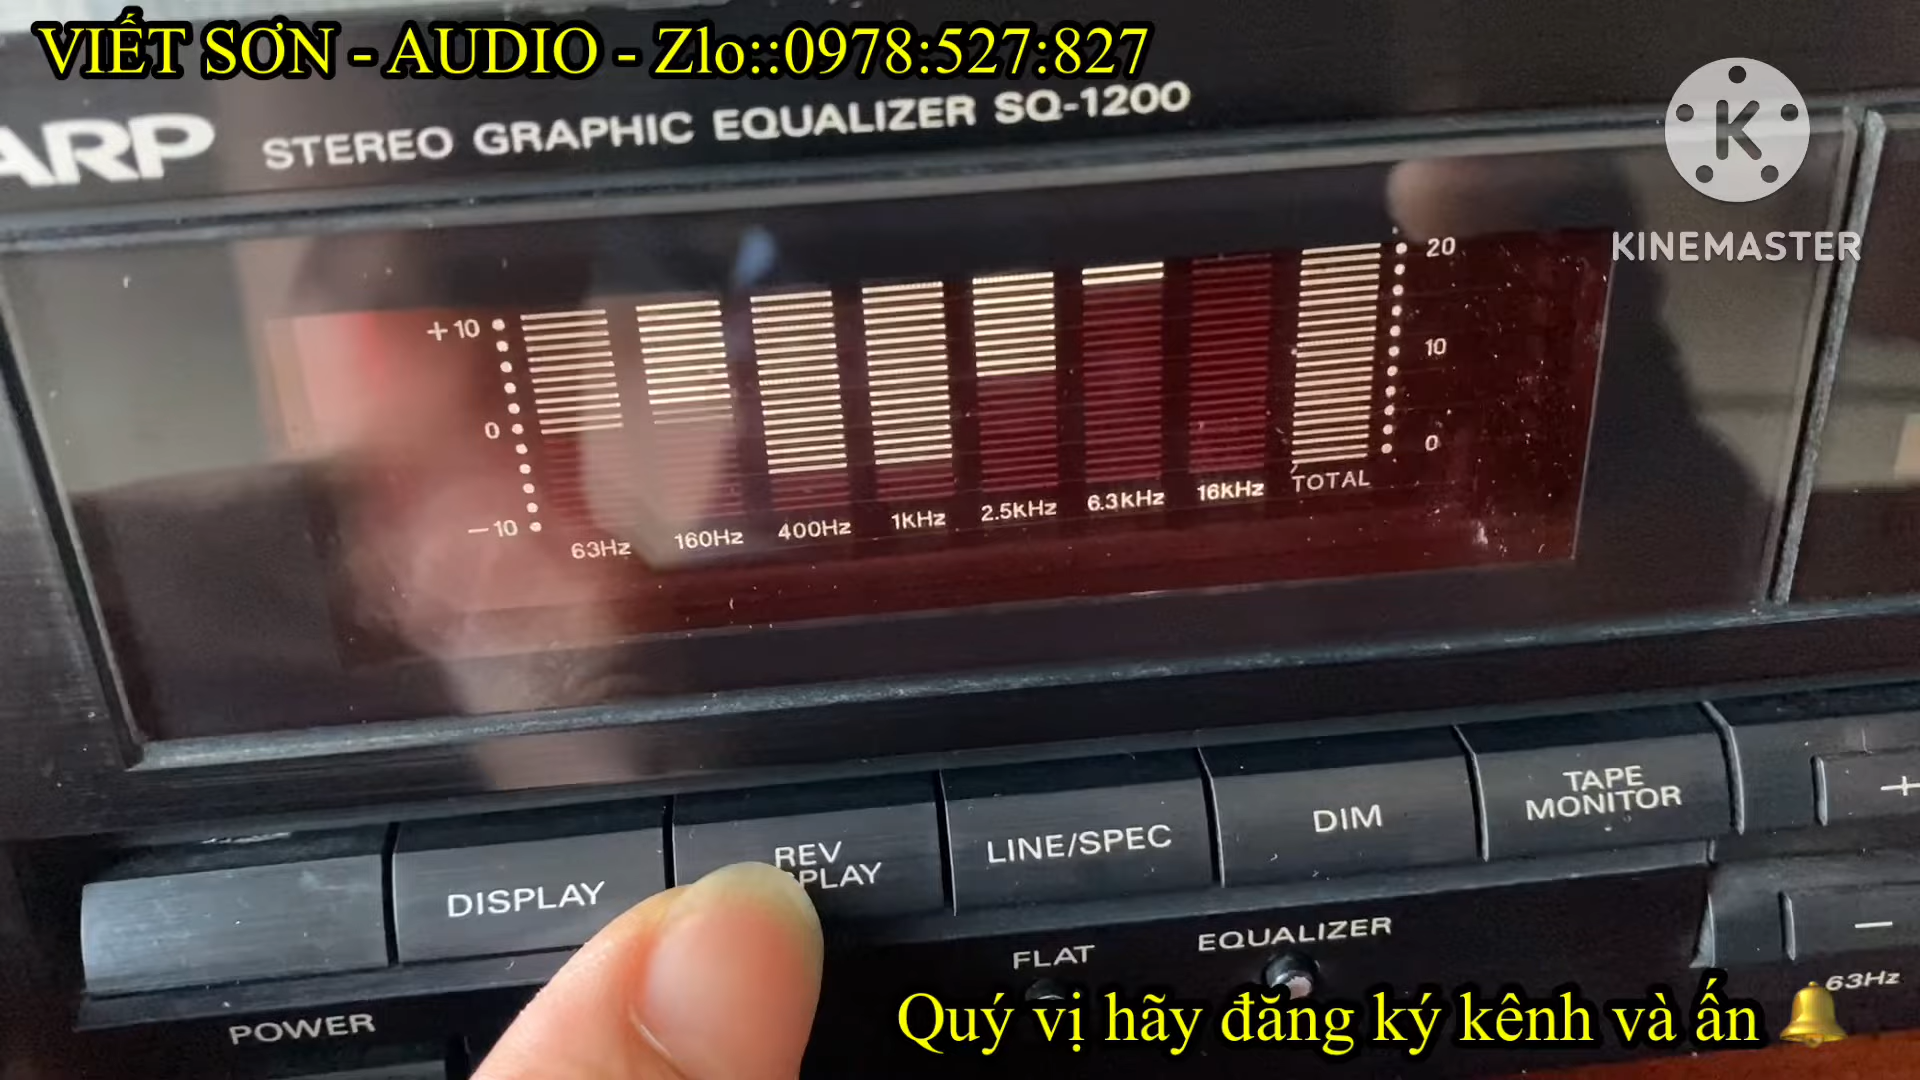 VIẾT SƠN - AUDIO - Zlo::0978:527:827
ARP STEREO GRAPHIC EQUALIZER SQ-1200
K
KINEMASTER
+10
0
−10
20
10
0
63Hz 160Hz 400Hz 1kHz 2.5kHz 6.3kHz 16kHz TOTAL
DISPLAY
REV
PLAY
LINE/SPEC
DIM
TAPE
MONITOR
+
−
POWER
FLAT
EQUALIZER
63Hz
Quý vị hãy đăng ký kênh và ấn 🔔